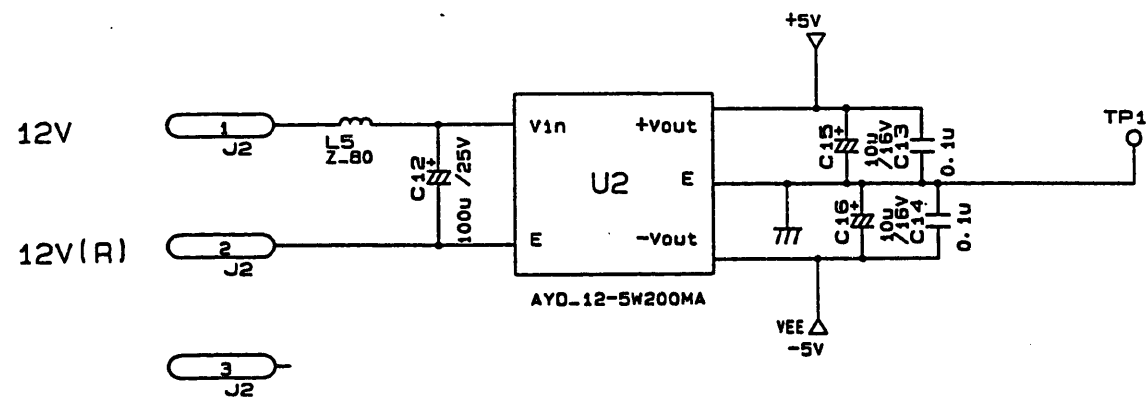 +5V
12V
1
J2
L5
Z_80
C12
+
100u /25V
Vin
+Vout
U2
E
E
-Vout
AYD_12-5W200MA
C15
+
10u
/16V
C13
0.1u
TP1
12V(R)
2
J2
C16
+
10u
/16V
C14
0.1u
VEE
-5V
3
J2